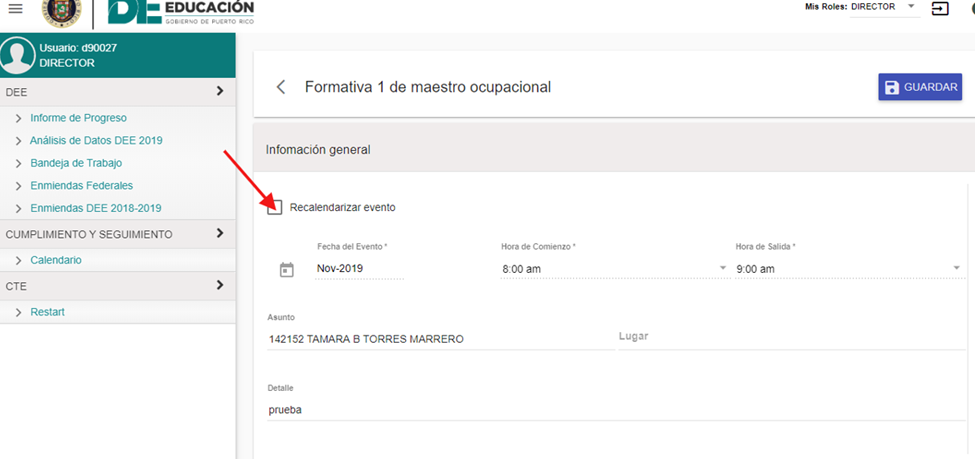 DE EDUCACIÓN
GOBIERNO DE PUERTO RICO
Mis Roles: DIRECTOR
Usuario: d90027
DIRECTOR
DEE
Informe de Progreso
Análisis de Datos DEE 2019
Bandeja de Trabajo
Enmiendas Federales
Enmiendas DEE 2018-2019
CUMPLIMIENTO Y SEGUIMIENTO
Calendario
CTE
Restart
Formativa 1 de maestro ocupacional
GUARDAR
Infomación general
Recalendarizar evento
Fecha del Evento * Hora de Comienzo * Hora de Salida *
Nov-2019 8:00 am 9:00 am
Asunto
142152 TAMARA B TORRES MARRERO Lugar
Detalle
prueba